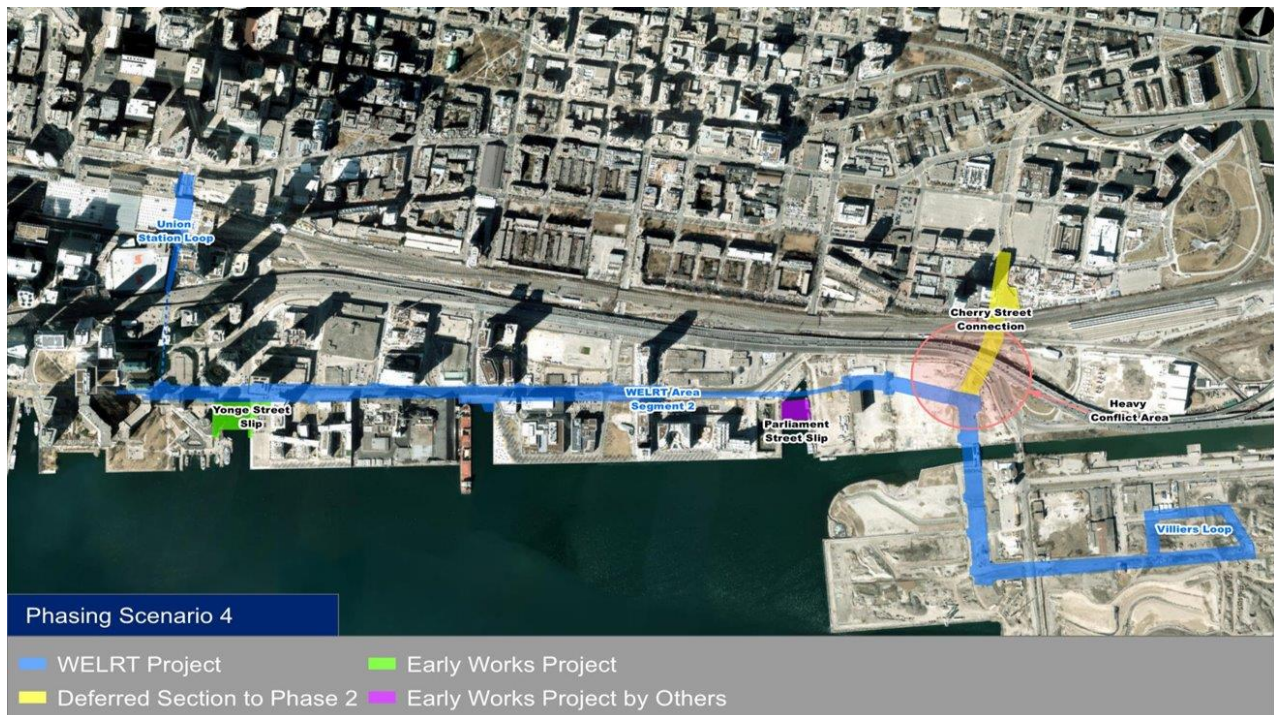 Union
Station Loop
Cherry Street
Connection
WELRT Area
Segment 2
Yonge Street
Slip
Parliament
Street Slip
Heavy
Conflict Area
Villiers Loop
Phasing Scenario 4
WELRT Project
Early Works Project
Deferred Section to Phase 2
Early Works Project by Others